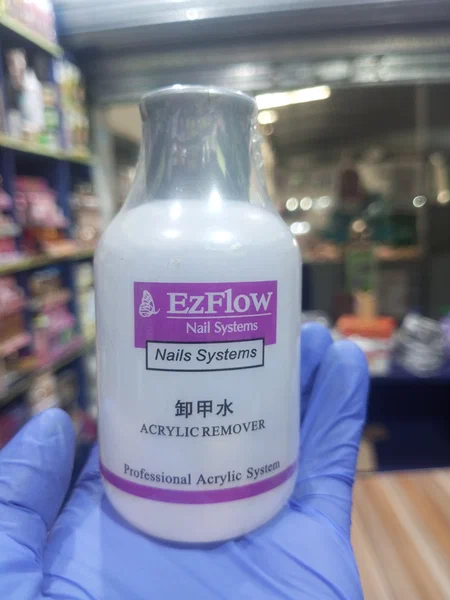 EzFlow
Nail Systems
Nails Systems
卸甲水
ACRYLIC REMOVER
Professional Acrylic System